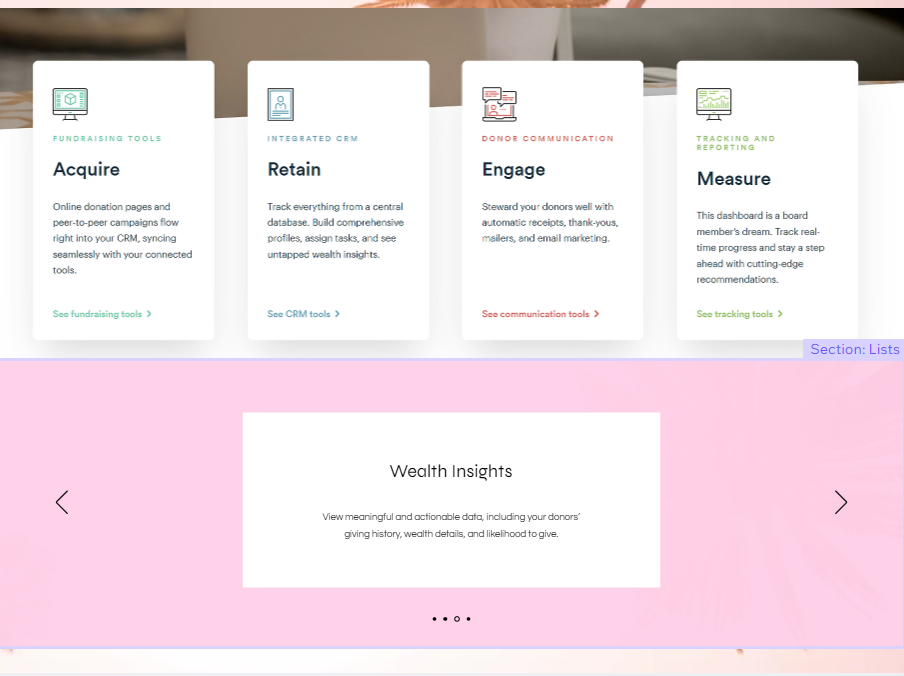 FUNDRAISING TOOLS
Acquire
Online donation pages and
peer-to-peer campaigns flow
right into your CRM, syncing
seamlessly with your connected
tools.
See fundraising tools
INTEGRATED CRM
Retain
Track everything from a central
database. Build comprehensive
profiles, assign tasks, and see
untapped wealth insights.
See CRM tools
DONOR COMMUNICATION
Engage
Steward your donors well with
automatic receipts, thank-yous,
mailers, and email marketing.
See communication tools
TRACKING AND
REPORTING
Measure
This dashboard is a board
member's dream. Track real-
time progress and stay a step
ahead with cutting-edge
recommendations.
See tracking tools
Section: Lists
Wealth Insights
View meaningful and actionable data, including your donors'
giving history, wealth details, and likelihood to give.